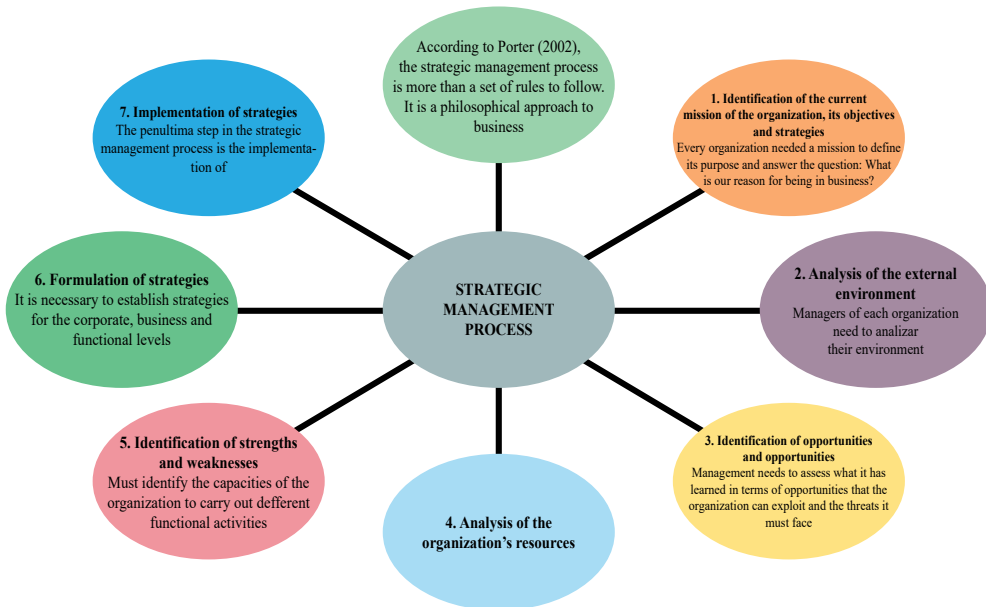 According to Porter (2002),
the strategic management process
is more than a set of rules to follow.
It is a philosophical approach to
business
1. Identification of the current
mission of the organization, its objectives
and strategies
Every organization needed a mission to define
its purpose and answer the question: What
is our reason for being in business?
2. Analysis of the external
environment
Managers of each organization
need to analizar
their environment
3. Identification of opportunities
and opportunities
Management needs to assess what it has
learned in terms of opportunities that the
organization can exploit and the threats it
must face
4. Analysis of the
organization's resources
5. Identification of strengths
and weaknesses
Must identify the capacities of the
organization to carry out defferent
functional activities
6. Formulation of strategies
It is necessary to establish strategies
for the corporate, business and
functional levels
7. Implementation of strategies
The penultima step in the strategic
management process is the implementa-
tion of
STRATEGIC
MANAGEMENT
PROCESS